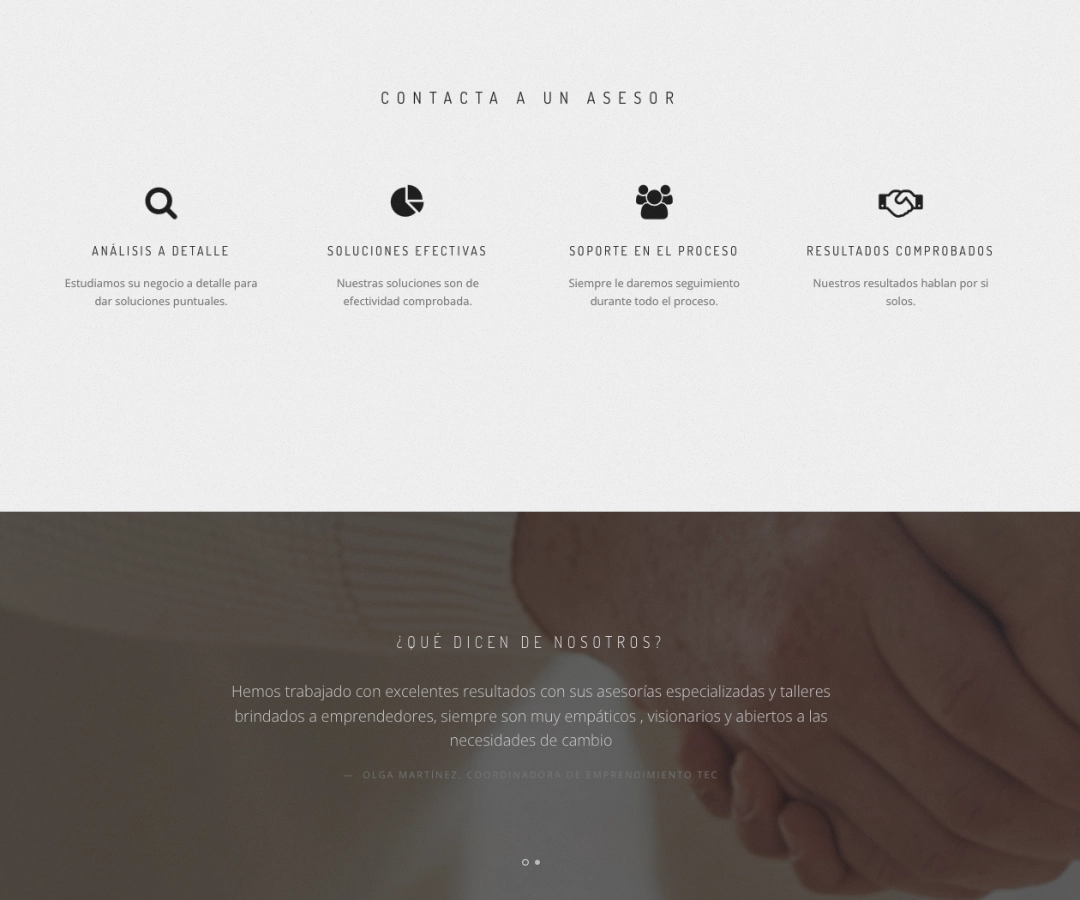 CONTACTA A UN ASESOR
ANÁLISIS A DETALLE
Estudiamos su negocio a detalle para
dar soluciones puntuales.
SOLUCIONES EFECTIVAS
Nuestras soluciones son de
efectividad comprobada.
SOPORTE EN EL PROCESO
Siempre le daremos seguimiento
durante todo el proceso.
RESULTADOS COMPROBADOS
Nuestros resultados hablan por si
solos.
¿QUÉ DICEN DE NOSOTROS?
Hemos trabajado con excelentes resultados con sus asesorías especializadas y talleres
brindados a emprendedores, siempre son muy empáticos , visionarios y abiertos a las
necesidades de cambio
— OLGA MARTÍNEZ, COORDINADORA DE EMPRENDIMIENTO TEC